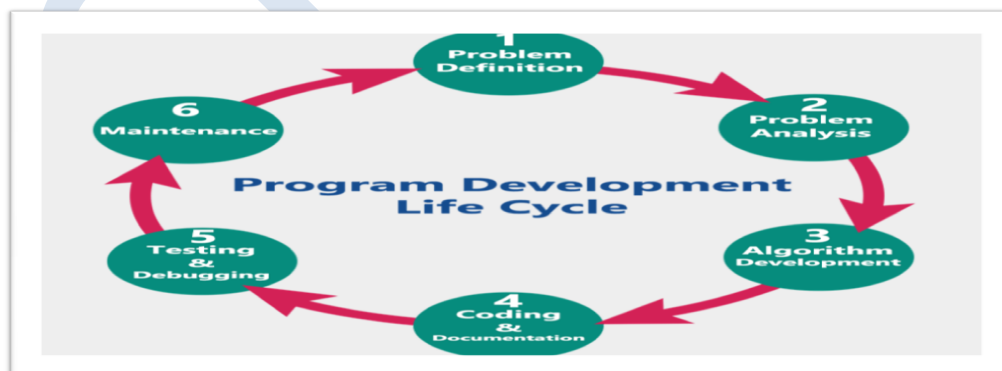 1
Problem
Definition
2
Problem
Analysis
3
Algorithm
Development
4
Coding
&
Documentation
5
Testing
&
Debugging
6
Maintenance
Program Development
Life Cycle